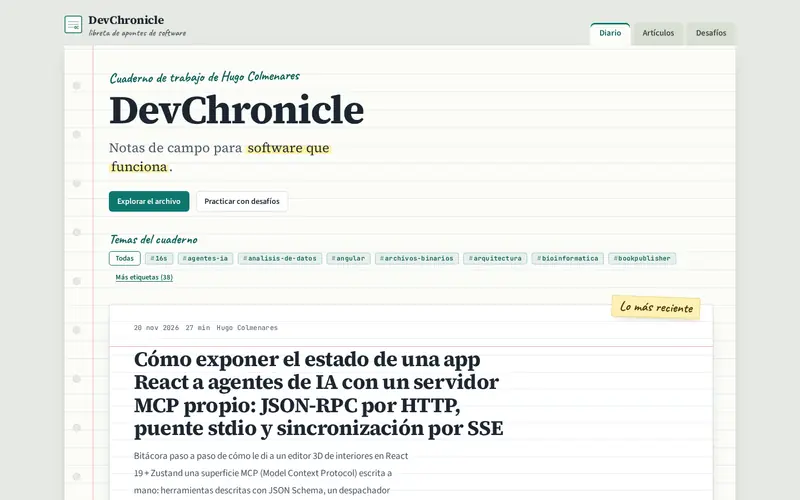 DevChronicle
libreta de apuntes de software
Diario
Artículos
Desafíos
Cuaderno de trabajo de Hugo Colmenares
DevChronicle
Notas de campo para software que
funciona.
Explorar el archivo
Practicar con desafíos
Temas del cuaderno
Todas #16s #agentes-ia #analisis-de-datos #angular #archivos-binarios #arquitectura #bioinformatica #bookpublisher
Más etiquetas (38)
Lo más reciente
20 nov 2026 27 min Hugo Colmenares
Cómo exponer el estado de una app
React a agentes de IA con un servidor
MCP propio: JSON-RPC por HTTP,
puente stdio y sincronización por SSE
Bitácora paso a paso de cómo le di a un editor 3D de interiores en React
19 + Zustand una superficie MCP (Model Context Protocol) escrita a
mano: herramientas descritas con JSON Schema, un despachador